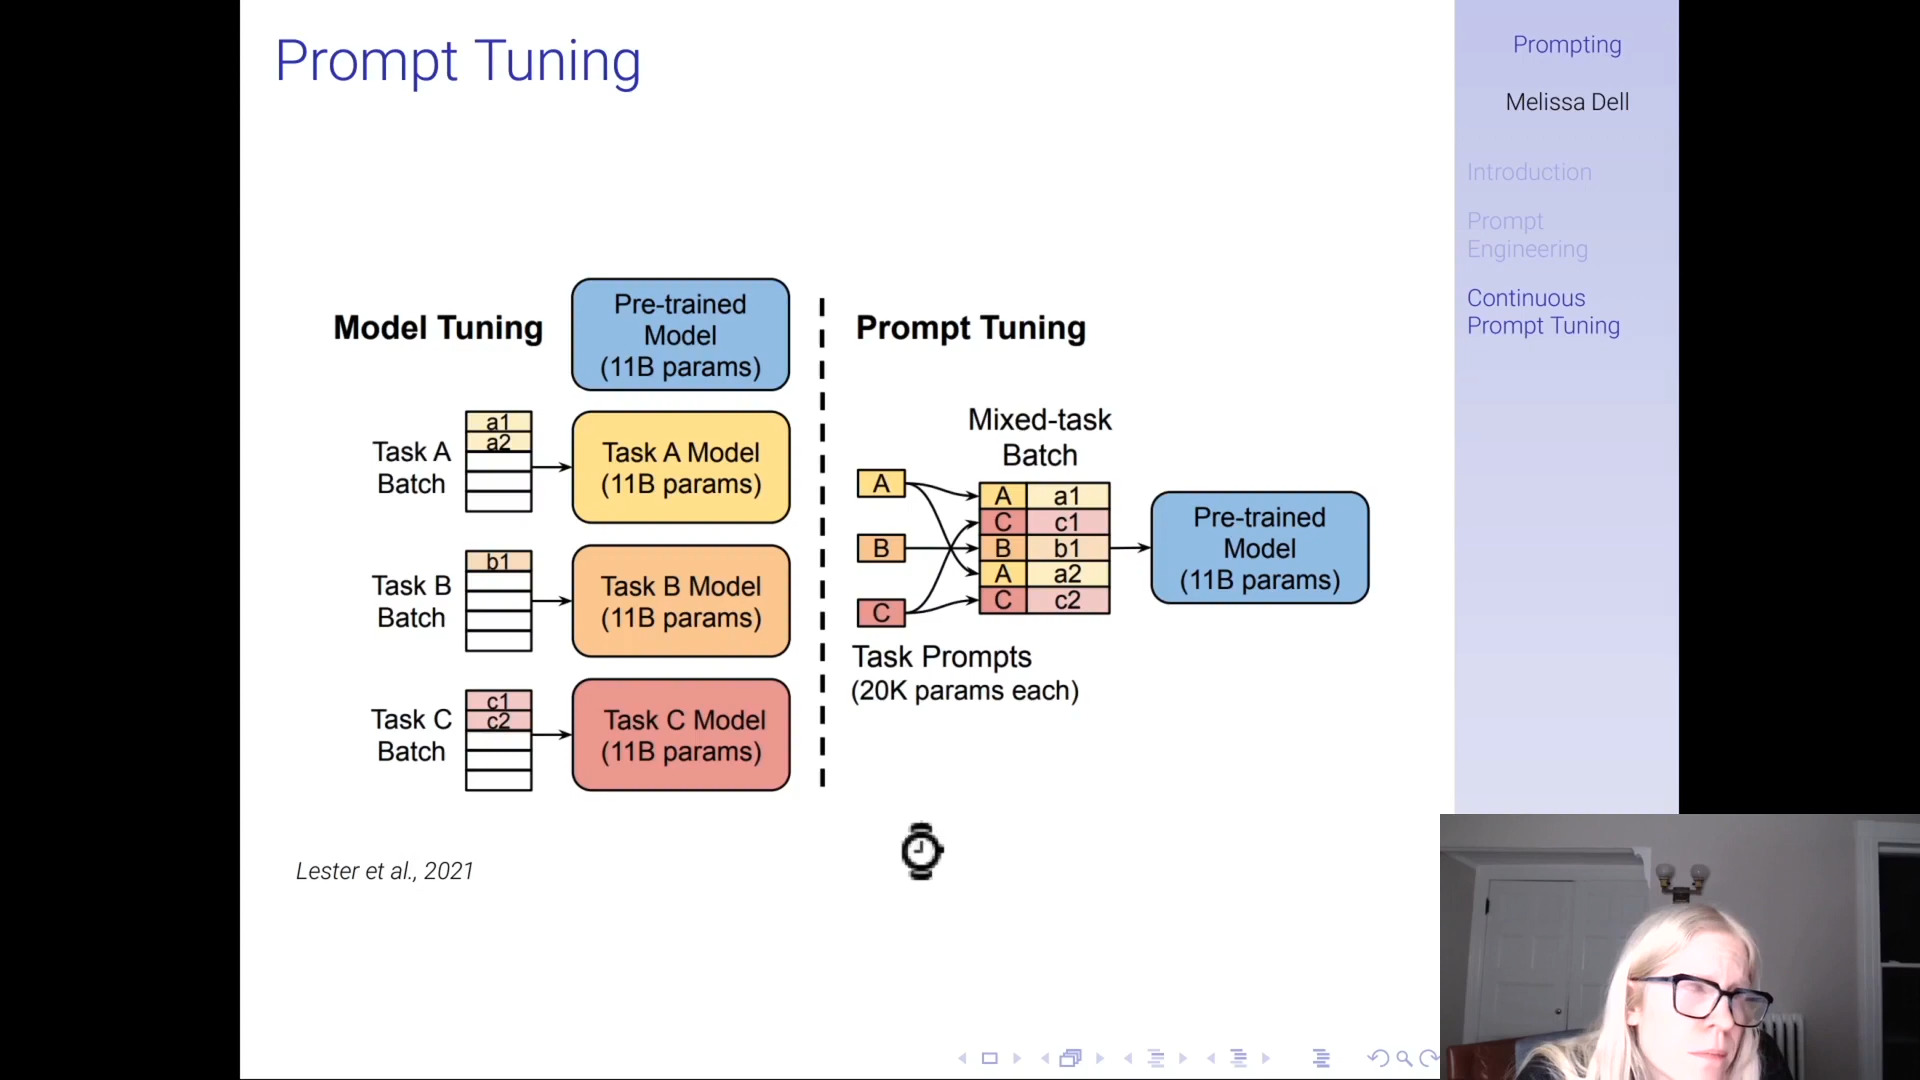 Prompt Tuning
Model Tuning
Pre-trained
Model
(11B params)
Task A
Batch
a1
a2
Task A Model
(11B params)
Task B
Batch
b1
Task B Model
(11B params)
Task C
Batch
c1
c2
Task C Model
(11B params)
Prompt Tuning
Mixed-task
Batch
A
B
C
A a1
C c1
B b1
A a2
C c2
Pre-trained
Model
(11B params)
Task Prompts
(20K params each)
Lester et al., 2021
Prompting
Melissa Dell
Introduction
Prompt
Engineering
Continuous
Prompt Tuning